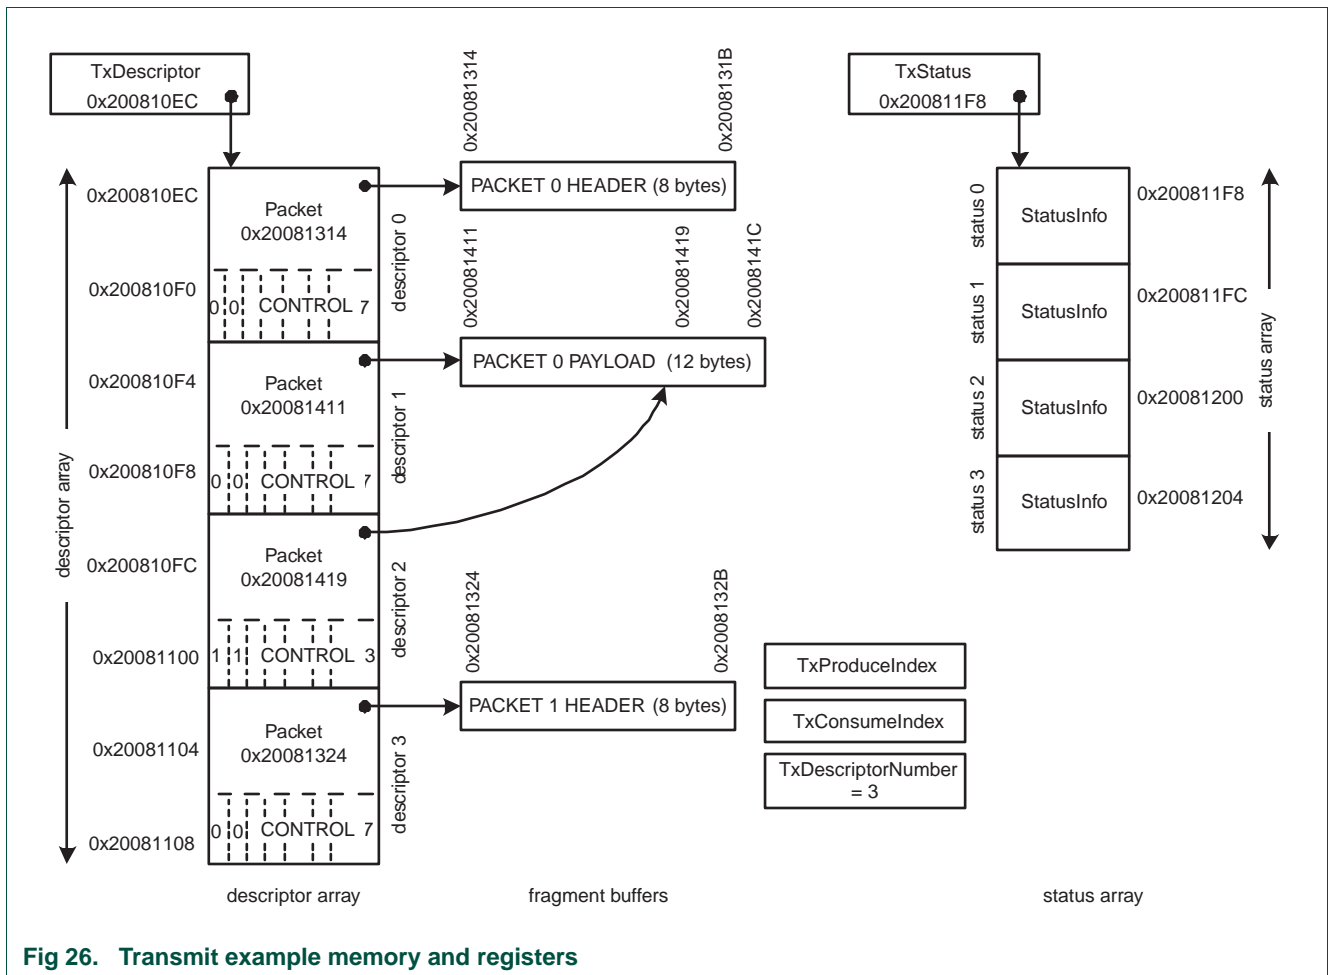 TxDescriptor
0x200810EC
0x20081314
0x2008131B
TxStatus
0x200811F8
descriptor array
0x200810EC
Packet
0x20081314
descriptor 0
0x200810F0
0 0 CONTROL 7
PACKET 0 HEADER (8 bytes)
0x20081411
0x20081419
0x2008141C
0x200810F4
Packet
0x20081411
descriptor 1
0x200810F8
0 0 CONTROL 7
PACKET 0 PAYLOAD (12 bytes)
0x200810FC
Packet
0x20081419
descriptor 2
0x20081100
1 1 CONTROL 3
0x20081324
0x2008132B
0x20081104
Packet
0x20081324
descriptor 3
0x20081108
0 0 CONTROL 7
PACKET 1 HEADER (8 bytes)
TxProduceIndex
TxConsumeIndex
TxDescriptorNumber
= 3
status 0
StatusInfo
0x200811F8
status 1
StatusInfo
0x200811FC
status 2
StatusInfo
0x20081200
status 3
StatusInfo
0x20081204
status array
descriptor array
fragment buffers
status array
Fig 26. Transmit example memory and registers